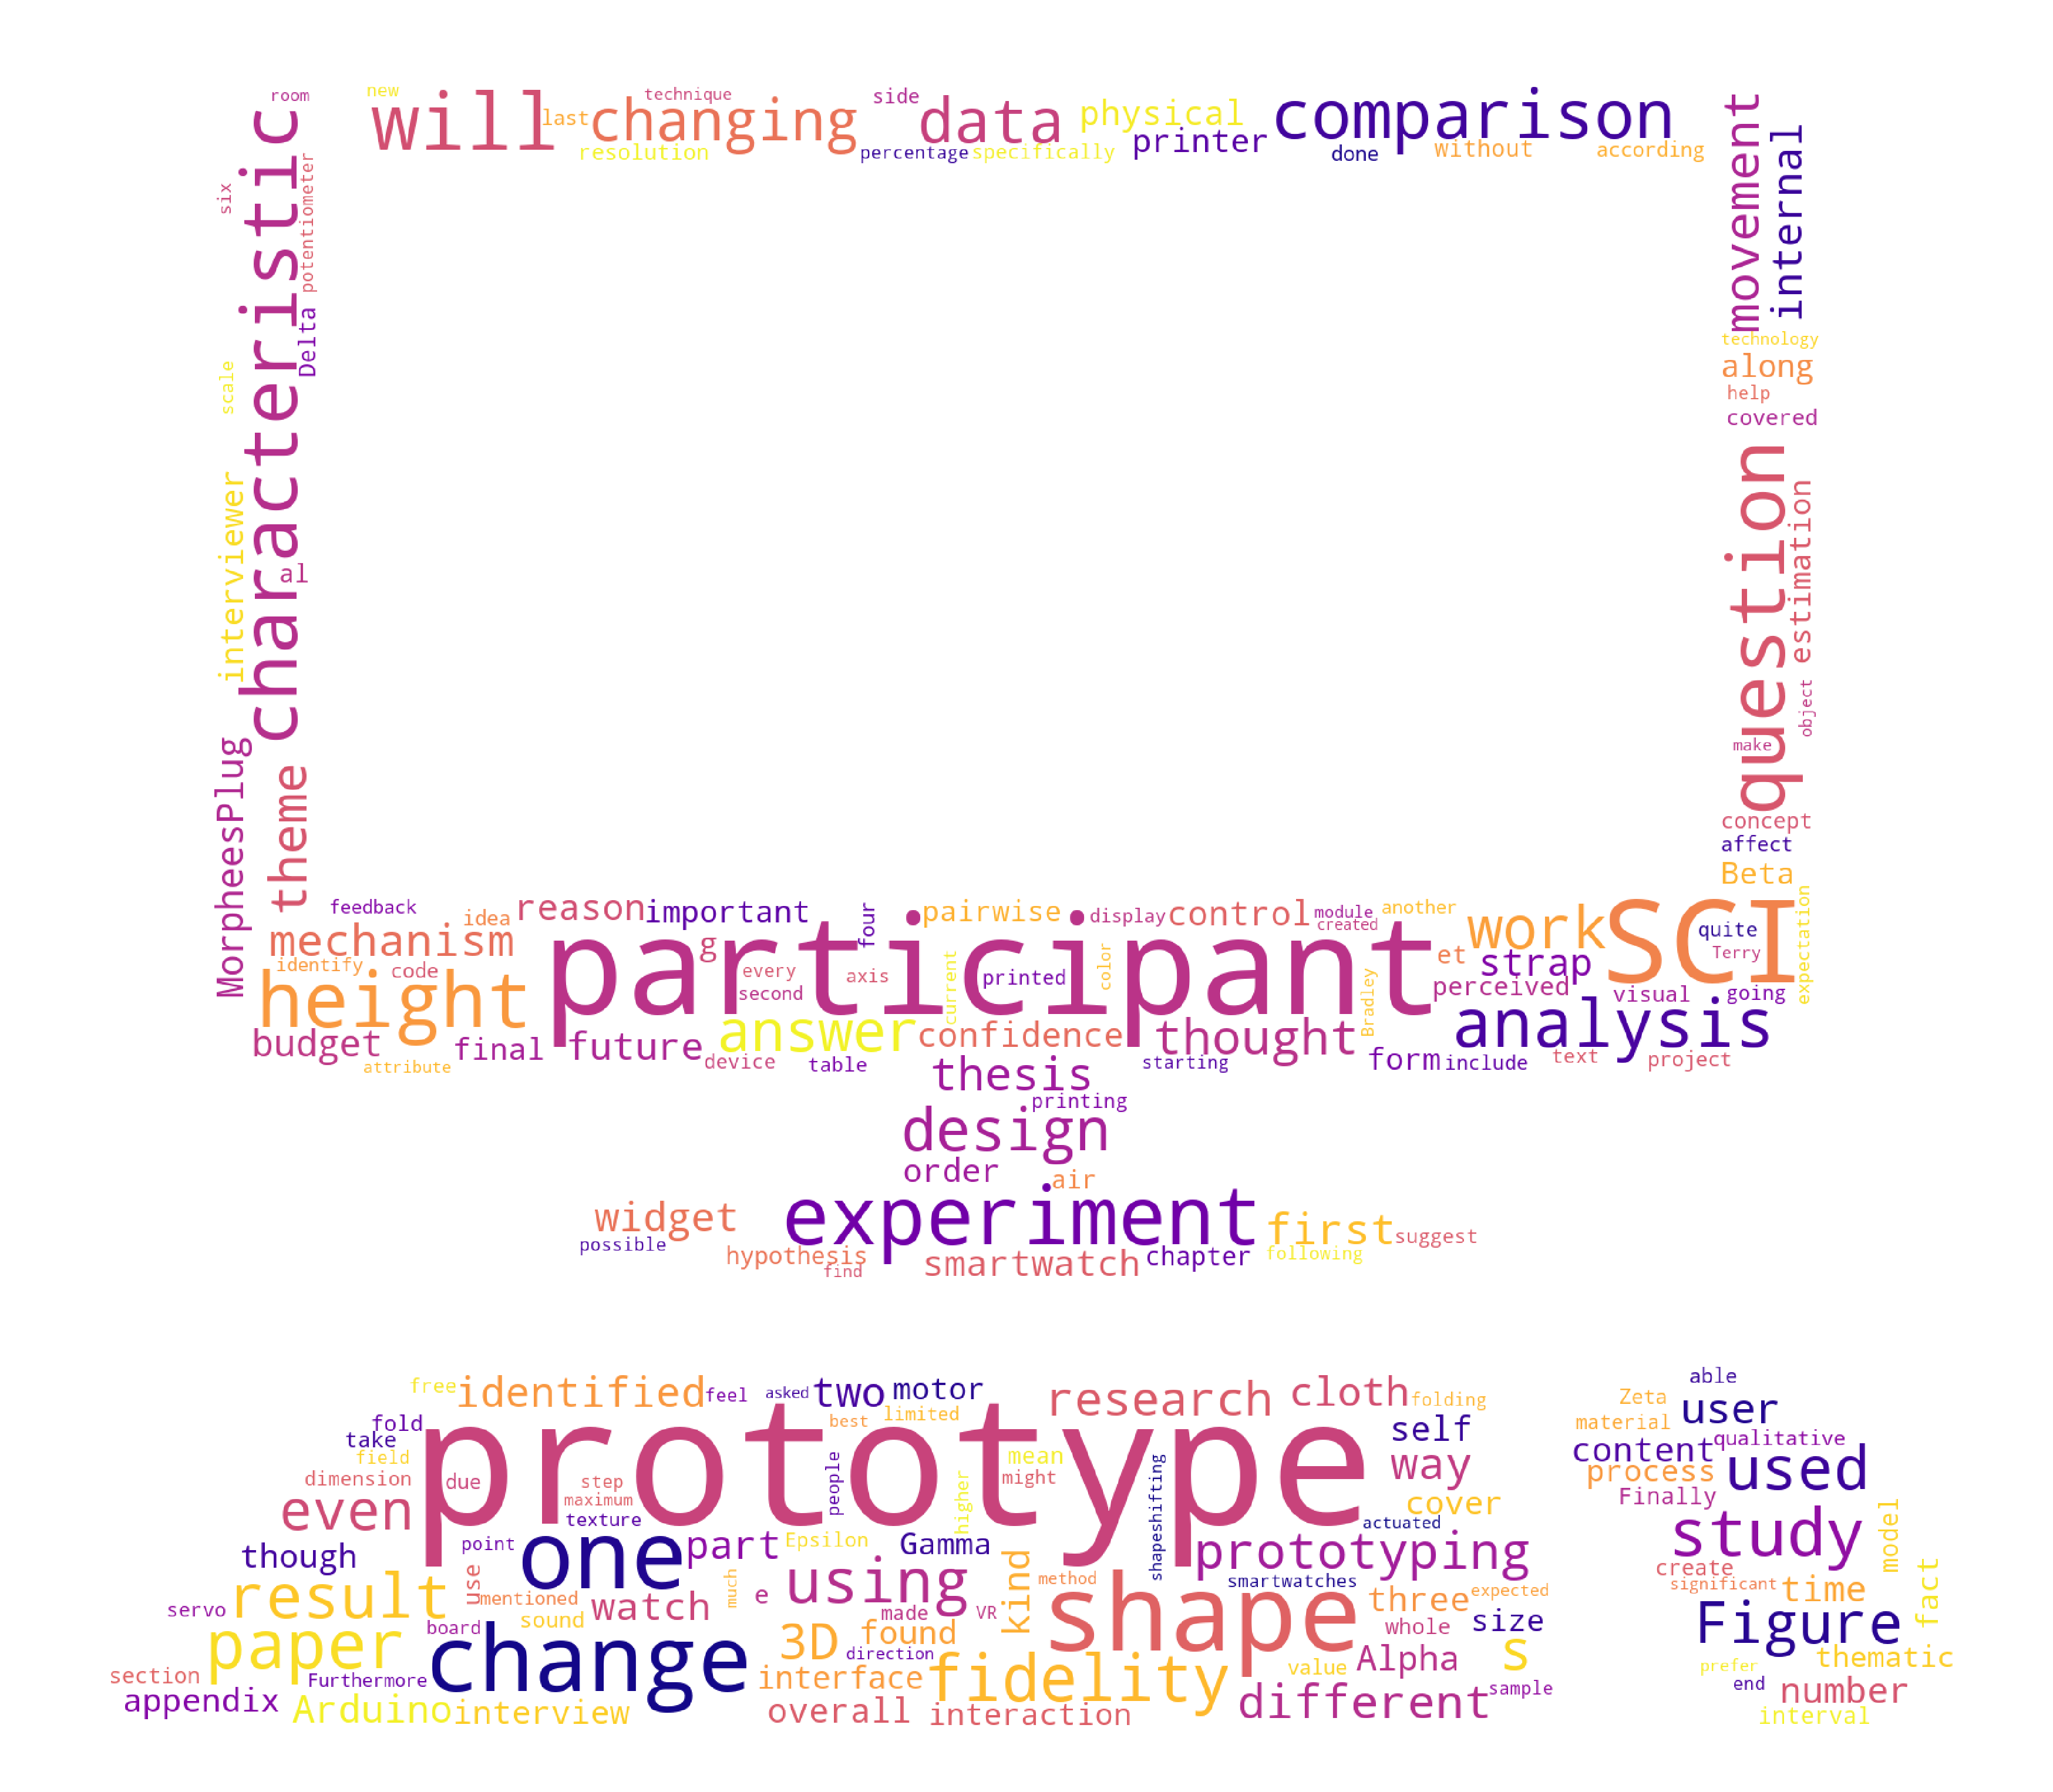 room new will last changing technique side data physical comparison
resolution percentage specifically printer done without according
characteristic
six
potentiometer
Delta
scale
interviewer
al
MorpheesPlug
theme
movement
internal
technology
along
help
covered
question
estimation
object
make
concept
affect
Beta
expectation
feedback idea reason important four pairwise display control module another
created
mechanism participant work SCI quite
identify code g every axis current printed color et strap Terry
second Bradley perceived visual going
height answer confidence thought analysis
budget final future device table starting form include text project
attribute
thesis
printing
design
order air
widget experiment first suggest
possible hypothesis smartwatch chapter following
find
free identified feel asked two motor research cloth folding
fold best limited self
take prototype
field mean way
dimension due step people higher might shapeshifting
even maximum cover
texture actuated
though point one part Epsilon Gamma prototyping
kind method smartwatches
result use mentioned watch much e using made VR shape three expected
servo board sound 3D found whole size
paper change direction Alpha s
section Furthermore interface fidelity value
appendix Arduino interview overall interaction different sample
able
Zeta user
material
content qualitative
process used
Finally
study model
create
significant time fact
Figure
thematic
prefer
end number
interval